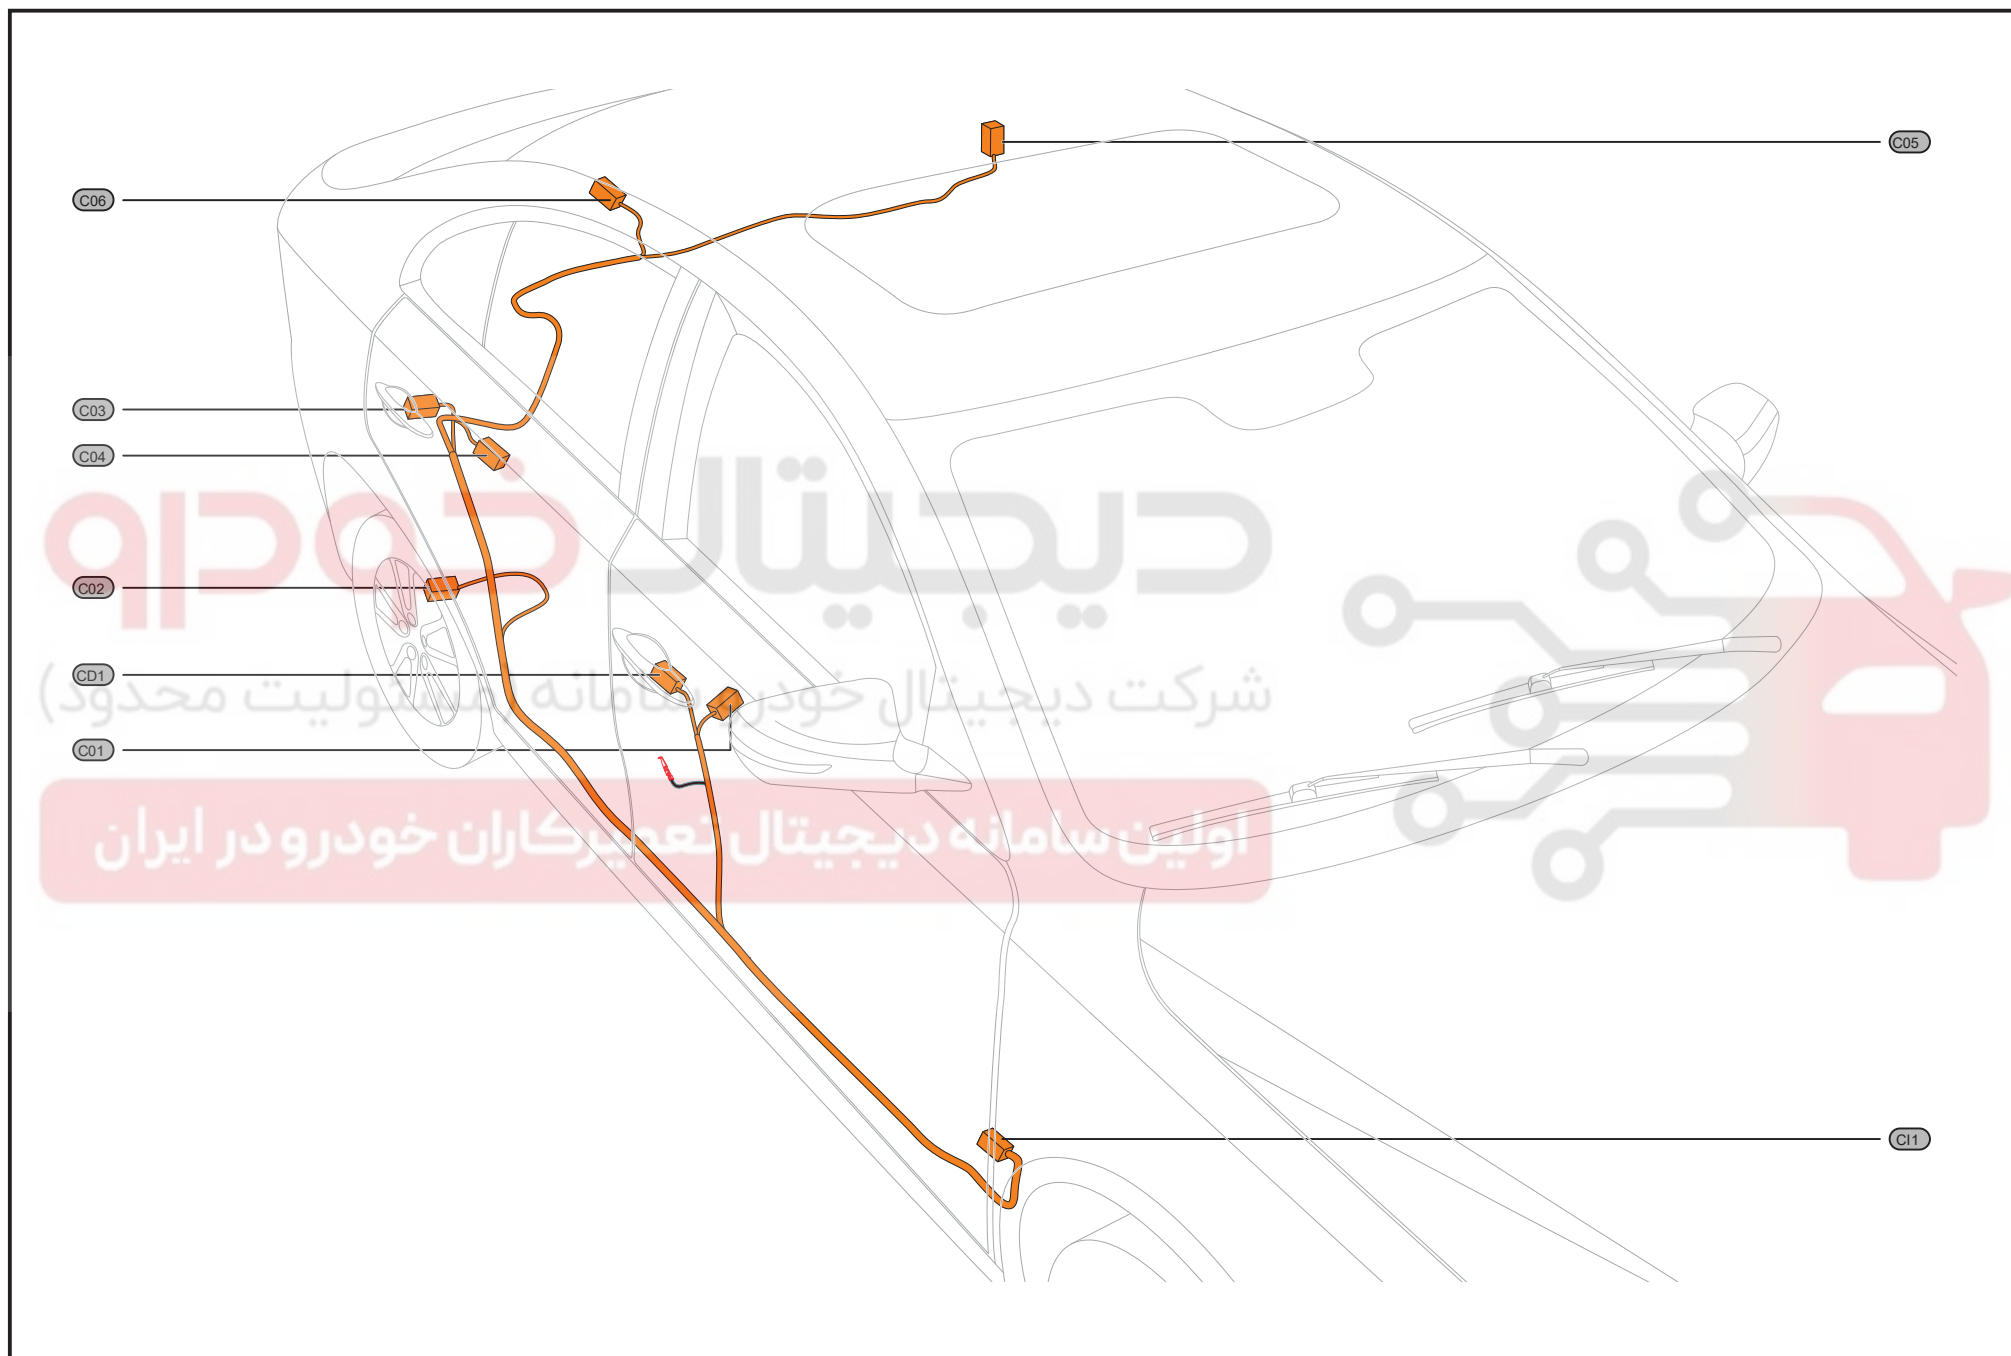 C05
C06
C03
C04
دیجیتال خودرو
C02
CD1
شرکت دیجیتال خودرو سامانه (مسئولیت محدود)
C01
اولین سامانه دیجیتال تعمیرکاران خودرو در ایران
CI1